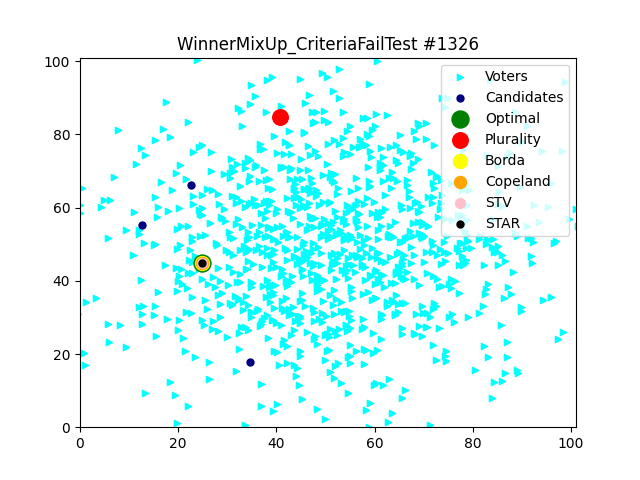 WinnerMixUp_CriteriaFailTest #1326
100
80
60
40
20
0
0
20
40
60
80
100
Voters
Candidates
Optimal
Plurality
Borda
Copeland
STV
STAR